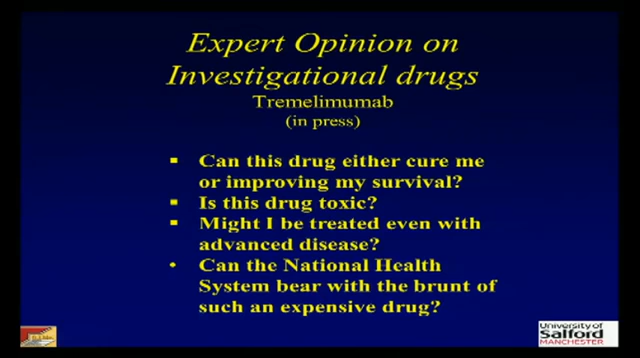 Expert Opinion on
Investigational drugs
Tremelimumab
(in press)
Can this drug either cure me
or improving my survival?
Is this drug toxic?
Might I be treated even with
advanced disease?
Can the National Health
System bear with the brunt of
such an expensive drug?
University of
Salford
MANCHESTER